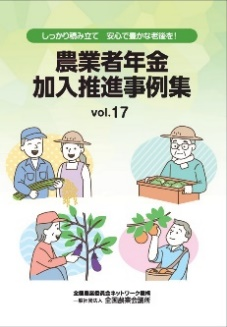 しっかり積み立て 安心で豊かな老後を！
農業者年金
加入推進事例集
vol.17
全国農業委員会ネットワーク機構
一般社団法人 全国農業会議所